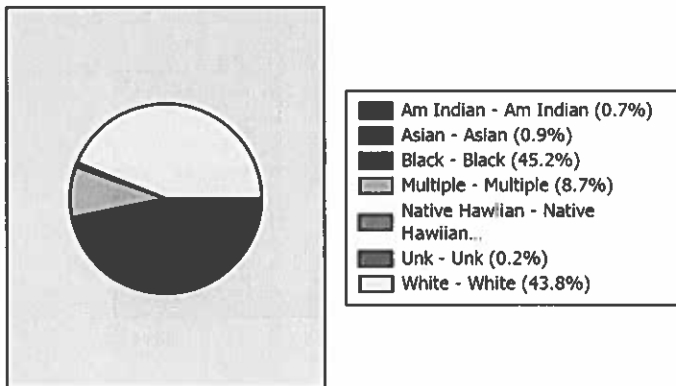 Am Indian - Am Indian (0.7%)
Asian - Asian (0.9%)
Black - Black (45.2%)
Multiple - Multiple (8.7%)
Native Hawiian - Native
Hawiian...
Unk - Unk (0.2%)
White - White (43.8%)